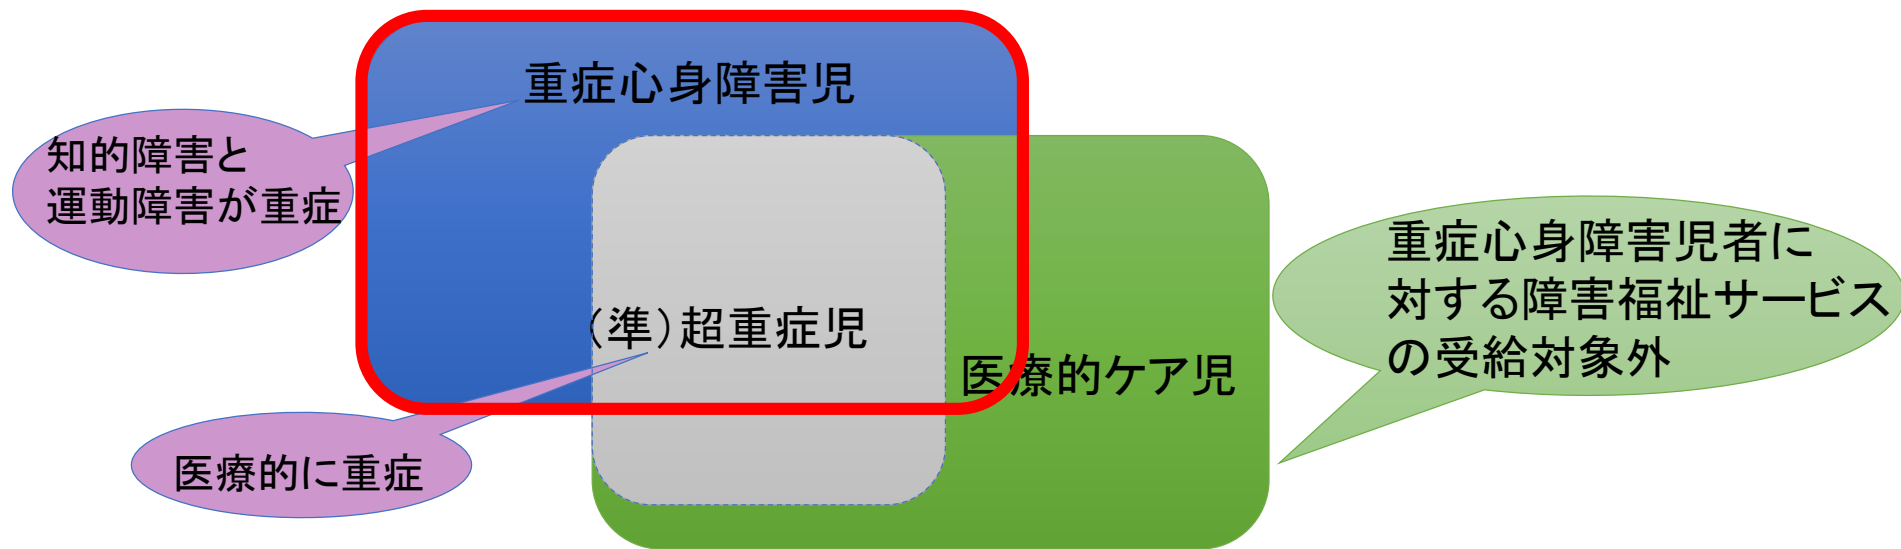 重症心身障害児
知的障害と
運動障害が重症
重症心身障害児者に
対する障害福祉サービス
の受給対象外
（準）超重症児
医療的ケア児
医療的に重症